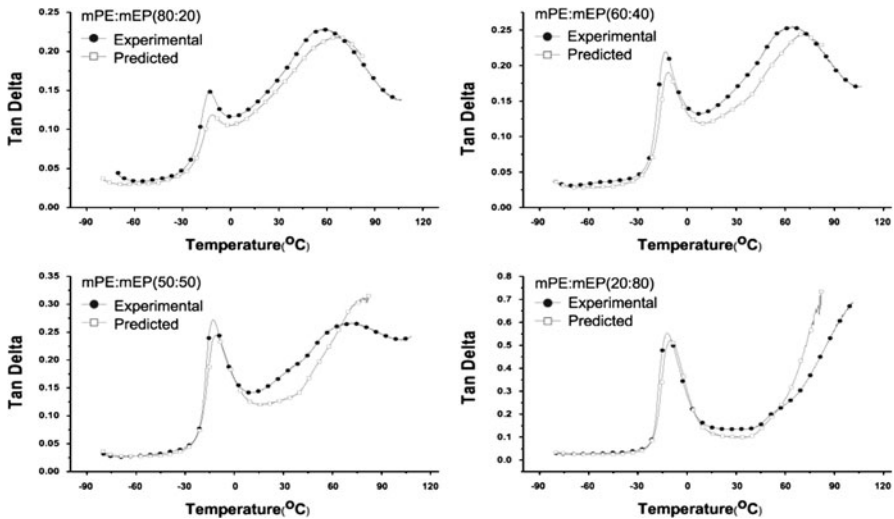 mPE:mEP(80:20)
Experimental
Predicted
Tan Delta
0.25
0.20
0.15
0.10
0.05
0.00
-90 -60 -30 0 30 60 90 120
Temperature(ºC)
mPE:mEP(60:40)
Experimental
Predicted
Tan Delta
0.25
0.20
0.15
0.10
0.05
0.00
-90 -60 -30 0 30 60 90 120
Temperature(ºC)
mPE:mEP(50:50)
Experimental
Predicted
Tan Delta
0.35
0.30
0.25
0.20
0.15
0.10
0.05
0.00
-90 -60 -30 0 30 60 90 120
Temperature(ºC)
mPE:mEP(20:80)
Experimental
Predicted
Tan Delta
0.8
0.7
0.6
0.5
0.4
0.3
0.2
0.1
0.0
-90 -60 -30 0 30 60 90 120
Temperature(ºC)